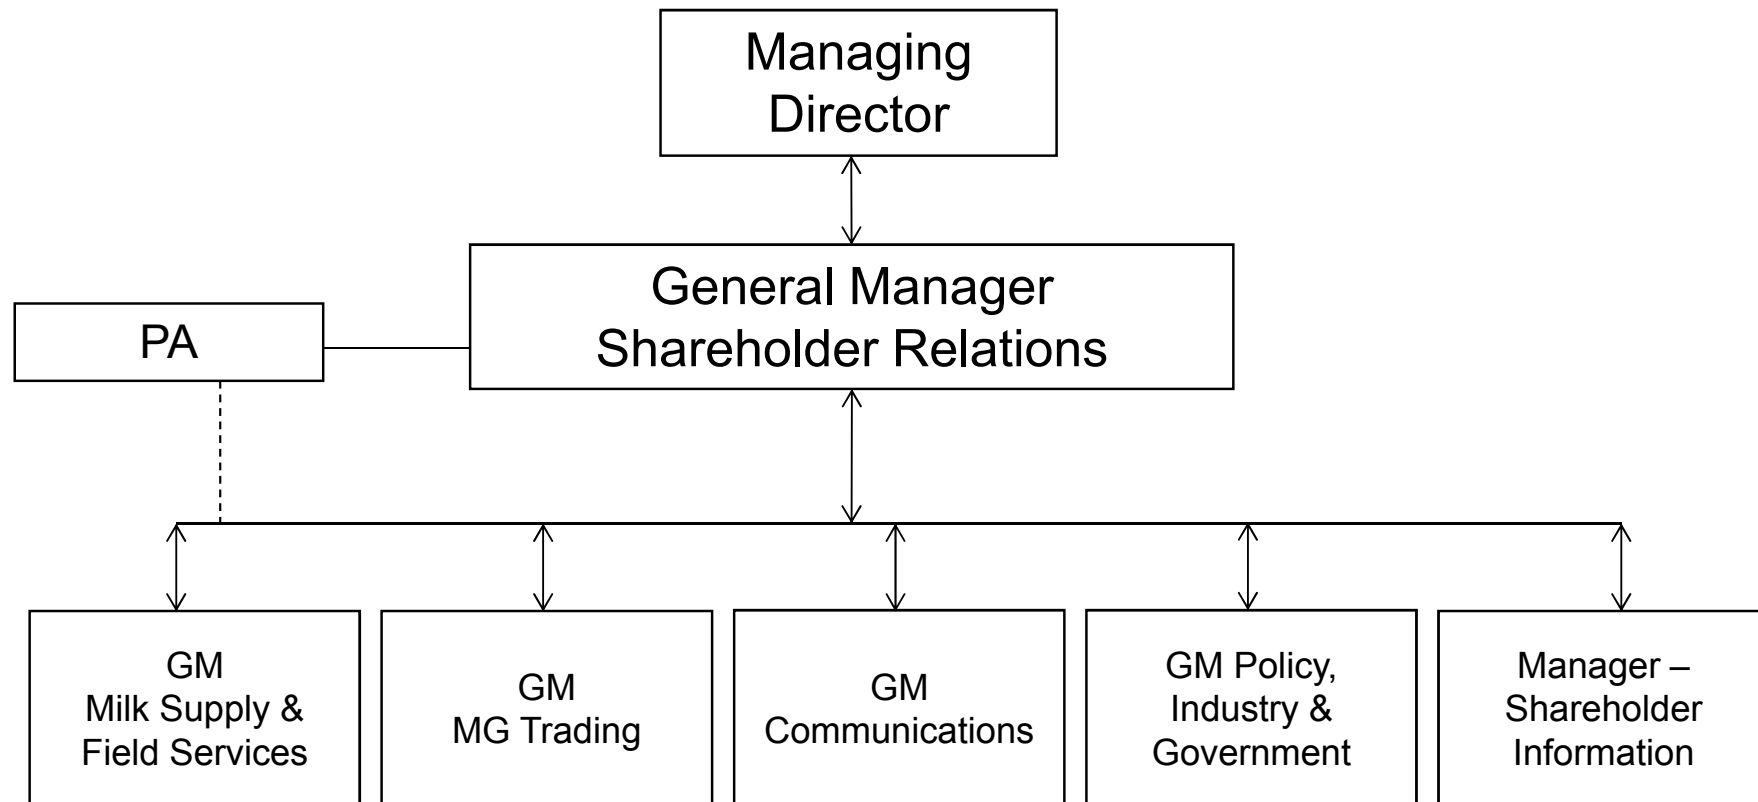 Managing
Director
General Manager
Shareholder Relations
PA
GM
Milk Supply &
Field Services
GM
MG Trading
GM
Communications
GM Policy,
Industry &
Government
Manager –
Shareholder
Information